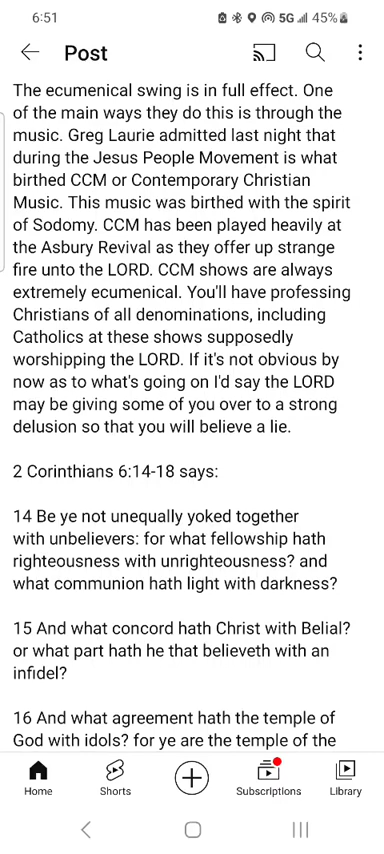 6:51
5G 45%
Post
The ecumenical swing is in full effect. One
of the main ways they do this is through the
music. Greg Laurie admitted last night that
during the Jesus People Movement is what
birthed CCM or Contemporary Christian
Music. This music was birthed with the spirit
of Sodomy. CCM has been played heavily at
the Asbury Revival as they offer up strange
fire unto the LORD. CCM shows are always
extremely ecumenical. You'll have professing
Christians of all denominations, including
Catholics at these shows supposedly
worshipping the LORD. If it's not obvious by
now as to what's going on I'd say the LORD
may be giving some of you over to a strong
delusion so that you will believe a lie.
2 Corinthians 6:14-18 says:
14 Be ye not unequally yoked together
with unbelievers: for what fellowship hath
righteousness with unrighteousness? and
what communion hath light with darkness?
15 And what concord hath Christ with Belial?
or what part hath he that believeth with an
infidel?
16 And what agreement hath the temple of
God with idols? for ye are the temple of the
Home Shorts Subscriptions Library